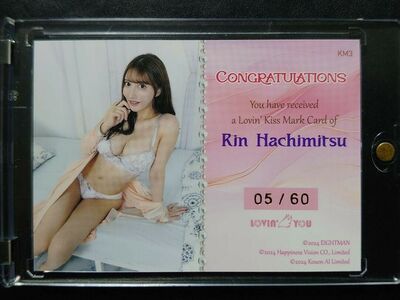 KM3
CONGRATULATIONS
You have received
a Lovin' Kiss Mark Card of
Rin Hachimitsu
05 / 60
LOVIN' YOU
©2024 EIGHTMAN
©2024 Happiness Vision CO., Limited
©2024 Kouon AI Limited